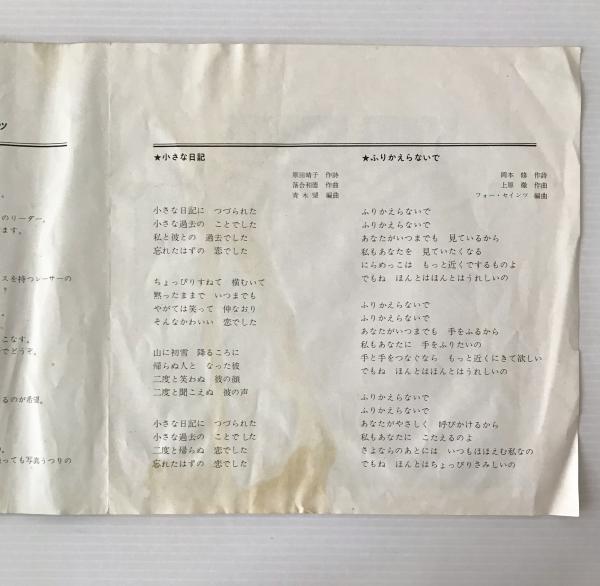 ツ
のリーダー。
ます。
スを持つレーサーの
?
こなす。
でどうぞ。
るのが希望。
っても写真うつりの
★小さな日記
原田晴子 作詩
落合和徳 作曲
青木望 編曲
小さな日記に つづられた
小さな過去の ことでした
私と彼との 過去でした
忘れたはずの 恋でした
ちょっぴりすねて 横むいて
黙ったままで いつまでも
やがては笑って 仲なおり
そんなかわいい 恋でした
山に初雪 降るころに
帰らぬ人と なった彼
二度と笑わぬ 彼の顔
二度と聞こえぬ 彼の声
小さな日記に つづられた
小さな過去の ことでした
二度と帰らぬ 恋でした
忘れたはずの 恋でした
★ふりかえらないで
岡本 修 作詩
上原 徹 作曲
フォー・セインツ 編曲
ふりかえらないで
ふりかえらないで
あなたがいつまでも 見ているから
私もあなたを 見ていたくなる
にらめっこは もっと近くでするものよ
でもね ほんとはほんとはうれしいの
ふりかえらないで
ふりかえらないで
あなたがいつまでも 手をふるから
私もあなたに 手をふりたいの
手と手をつなぐなら もっと近くにきて欲しい
でもね ほんとはほんとはうれしいの
ふりかえらないで
ふりかえらないで
あなたがやさしく 呼びかけるから
私もあなたに こたえるのよ
さよならのあとには いつもほほえむ私なの
でもね ほんとはちょっぴりさみしいの